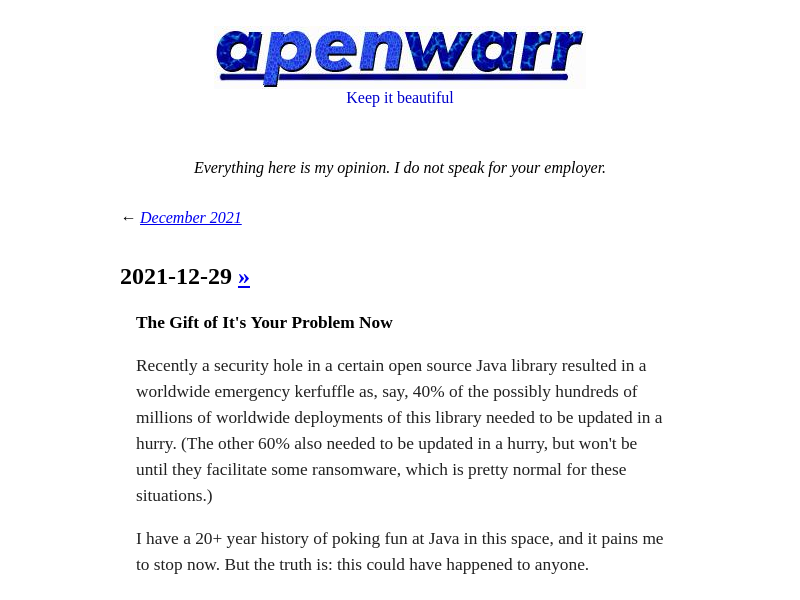 apenwarr
Keep it beautiful
Everything here is my opinion. I do not speak for your employer.
← December 2021
2021-12-29 »
The Gift of It's Your Problem Now
Recently a security hole in a certain open source Java library resulted in a
worldwide emergency kerfuffle as, say, 40% of the possibly hundreds of
millions of worldwide deployments of this library needed to be updated in a
hurry. (The other 60% also needed to be updated in a hurry, but won't be
until they facilitate some ransomware, which is pretty normal for these
situations.)
I have a 20+ year history of poking fun at Java in this space, and it pains me
to stop now. But the truth is: this could have happened to anyone.